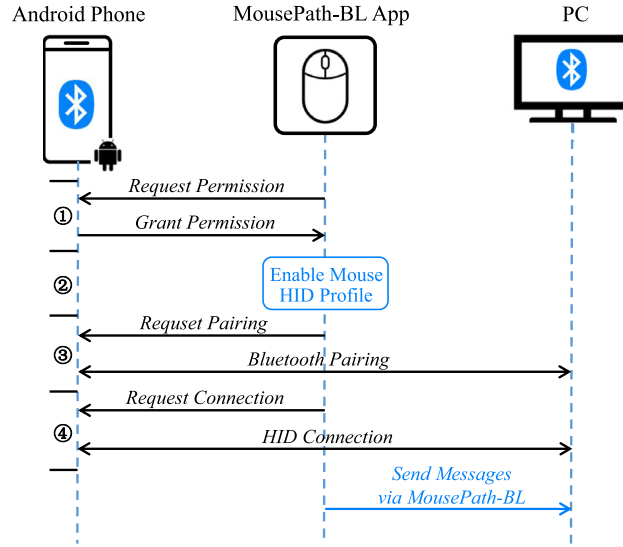 Android Phone
MousePath-BL App
PC
Request Permission
①
Grant Permission
②
Enable Mouse
HID Profile
Requset Pairing
③
Bluetooth Pairing
Request Connection
④
HID Connection
Send Messages
via MousePath-BL